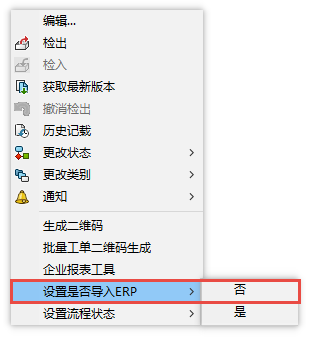 编辑...
检出
检入
获取最新版本
撤消检出
历史记载
更改状态
更改类别
通知
生成二维码
批量工单二维码生成
企业报表工具
设置是否导入ERP
否
设置流程状态
是